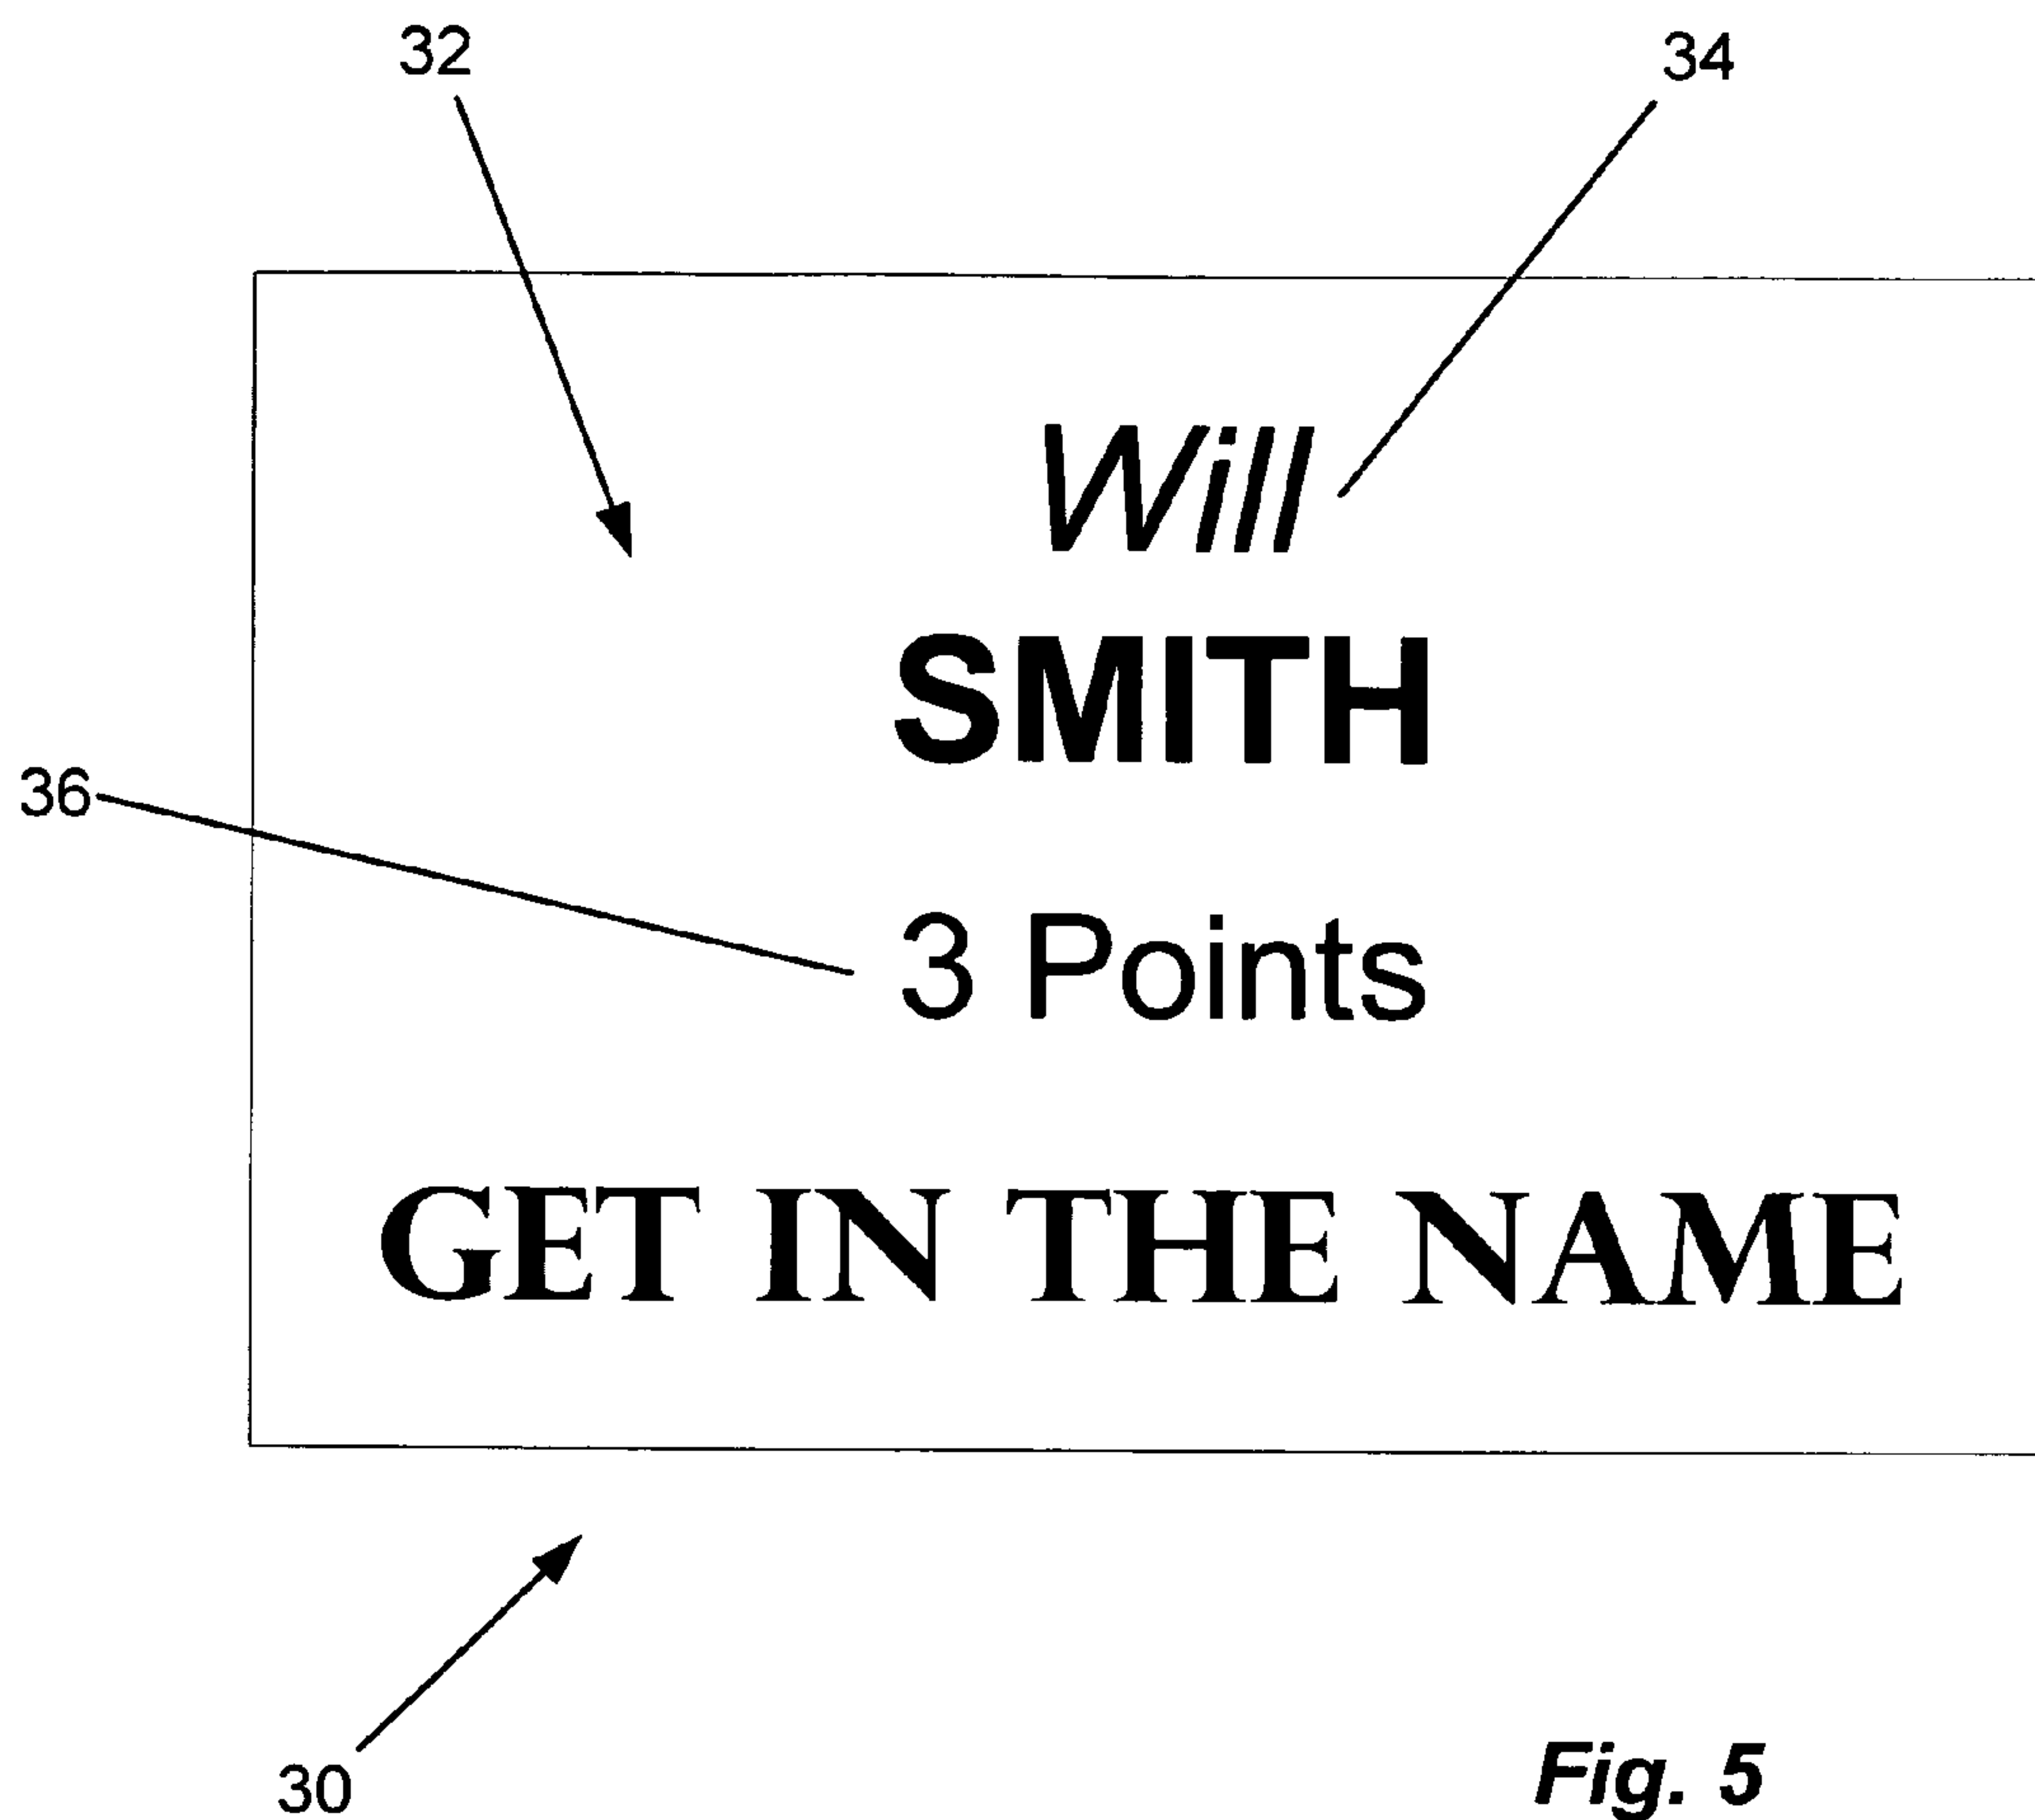 32
34
Will
SMITH
36
3 Points
GET IN THE NAME
30
Fig. 5